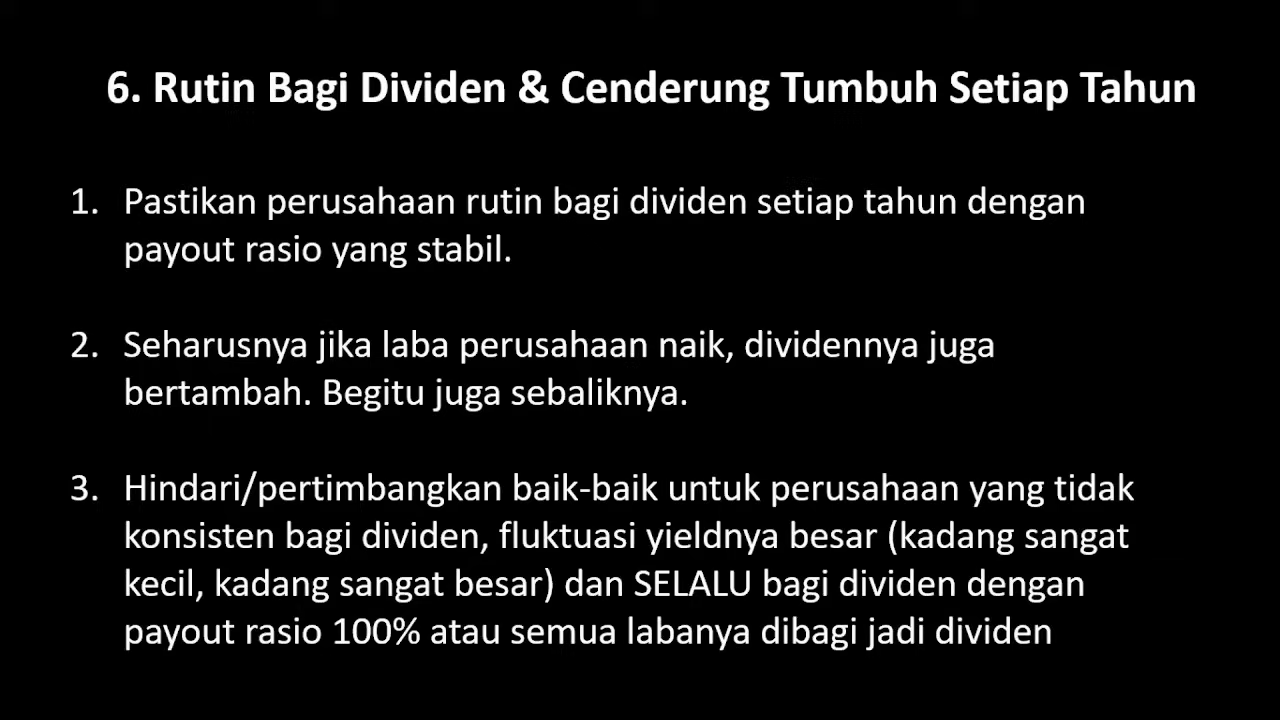 6. Rutin Bagi Dividen & Cenderung Tumbuh Setiap Tahun
1. Pastikan perusahaan rutin bagi dividen setiap tahun dengan
payout rasio yang stabil.
2. Seharusnya jika laba perusahaan naik, dividennya juga
bertambah. Begitu juga sebaliknya.
3. Hindari/pertimbangkan baik-baik untuk perusahaan yang tidak
konsisten bagi dividen, fluktuasi yieldnya besar (kadang sangat
kecil, kadang sangat besar) dan SELALU bagi dividen dengan
payout rasio 100% atau semua labanya dibagi jadi dividen